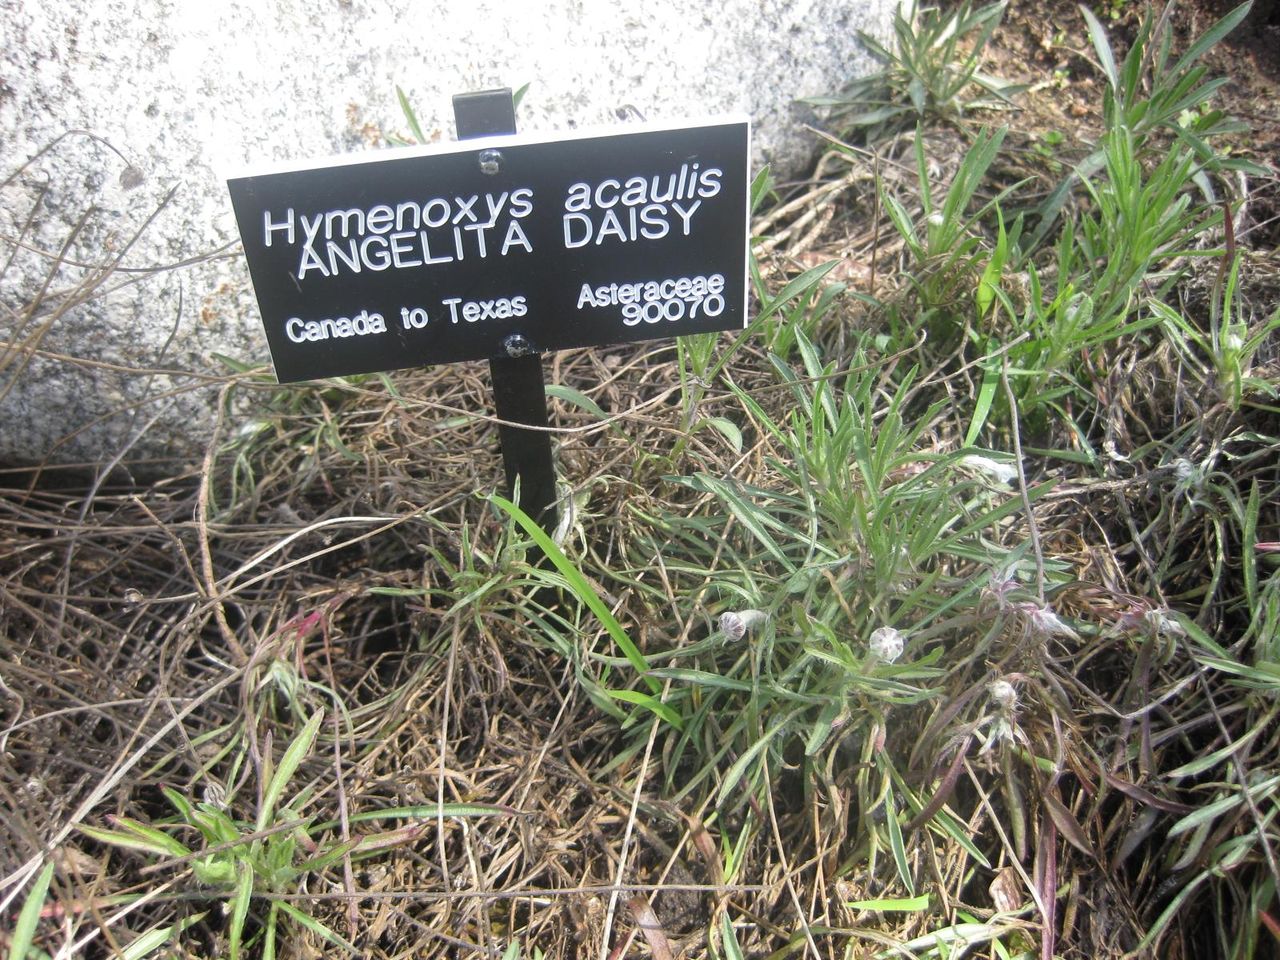 Hymenoxys acaulis
ANGELITA DAISY
Canada to Texas Asteraceae
90070